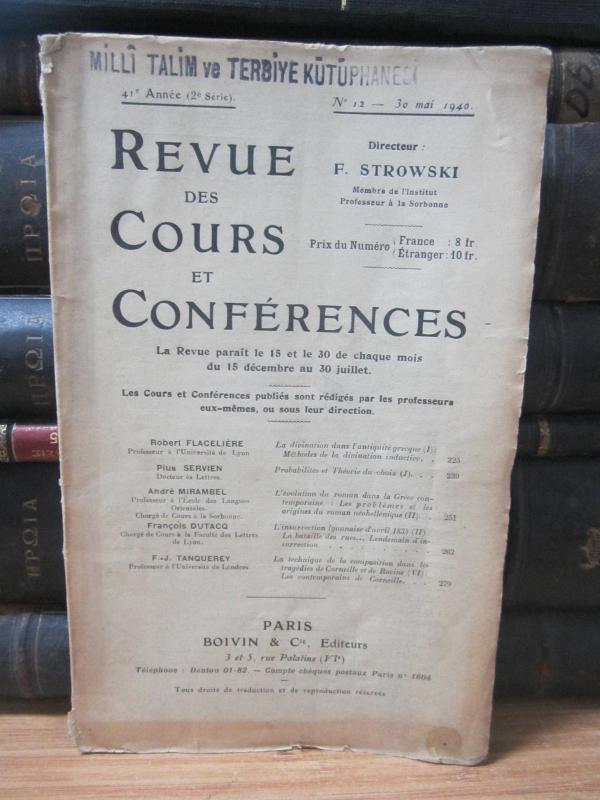 MİLLÎ TALİM ve TERBİYE KÜTÜPHANESİ
41e Année (2e Série).
No 12 — 30 mai 1940.
REVUE
DES
COURS
ET
CONFÉRENCES
Directeur :
F. STROWSKI
Membre de l'Institut
Professeur à la Sorbonne
Prix du Numéro
France : 8 fr.
Étranger : 10 fr.
La Revue paraît le 15 et le 30 de chaque mois
du 15 décembre au 30 juillet.
Les Cours et Conférences publiés sont rédigés par les professeurs
eux-mêmes, ou sous leur direction.
Robert FLACELIÈRE
Professeur à l'Université de Lyon
La divination dans l'antiquité grecque (I):
Méthodes de la divination inductive. . 225
Pius SERVIEN
Docteur ès Lettres.
Probabilités et Théorie du choix (I). . . 239
André MIRAMBEL
Professeur à l'École des Langues
Orientales.
Chargé de Cours à la Sorbonne.
L'évolution du roman dans la Grèce con-
temporaine : Les problèmes et les
origines du roman néohellénique (II). . 251
François DUTACQ
Chargé de Cours à la Faculté des Lettres
de Lyon.
L'insurrection lyonnaise d'avril 1834 (II)
La bataille des rues... Lendemain d'in-
surrection. . . . . 262
F.-J. TANQUEREY
Professeur à l'Université de Londres
La technique de la composition dans les
tragédies de Corneille et de Racine (VI):
Les contemporains de Corneille. . . 279
PARIS
BOIVIN & Cie, Editeurs
3 et 5, rue Palatine (VIe)
Téléphone : Danton 01-82. — Compte chèques postaux Paris n° 1604
Tous droits de traduction et de reproduction réservés
ΠΡΩΙΑ
ΠΡΩΙΑ
ΠΡΩΙΑ
ΠΡΩΙΑ